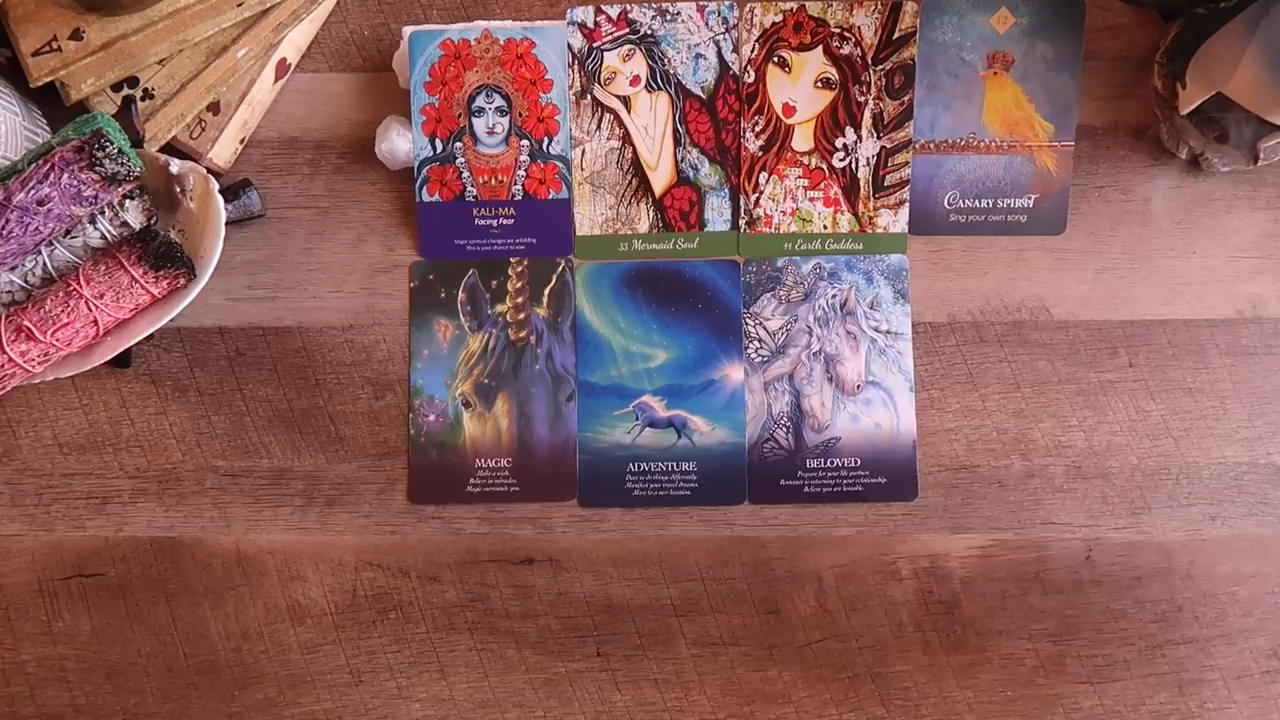 A
12
KALI-MA
Facing Fear
Major spiritual changes are unfolding
This is your chance to soar
33 Mermaid Soul
44 Earth Goddess
CANARY SPIRIT
Sing your own song
MAGIC
Make a wish.
Believe in miracles.
Magic surrounds you.
ADVENTURE
Dare to do things differently.
Manifest your travel dreams.
Move to a new location.
BELOVED
Prepare for your life partner.
Romance is returning to your relationship.
Believe you are loveable.